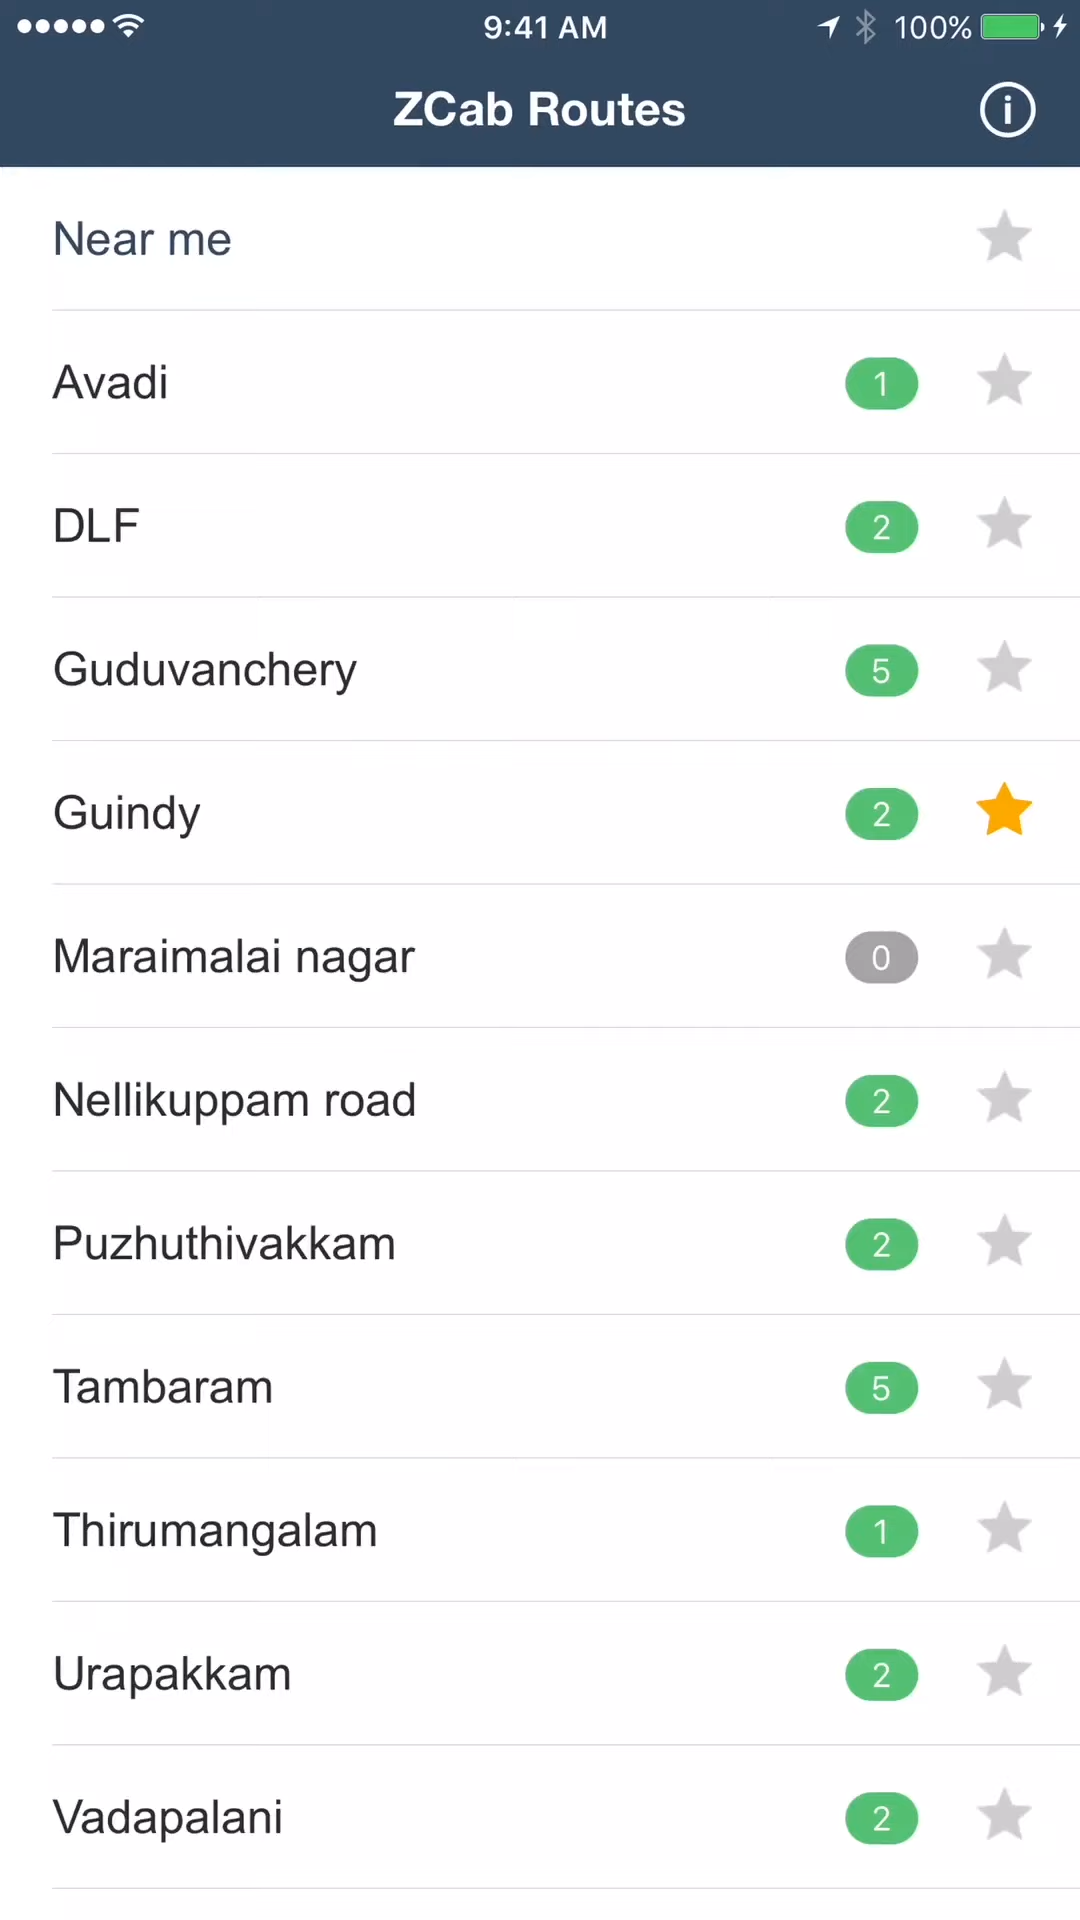 9:41 AM
100%
ZCab Routes
Near me
Avadi 1
DLF 2
Guduvanchery 5
Guindy 2
Maraimalai nagar 0
Nellikuppam road 2
Puzhuthivakkam 2
Tambaram 5
Thirumangalam 1
Urapakkam 2
Vadapalani 2